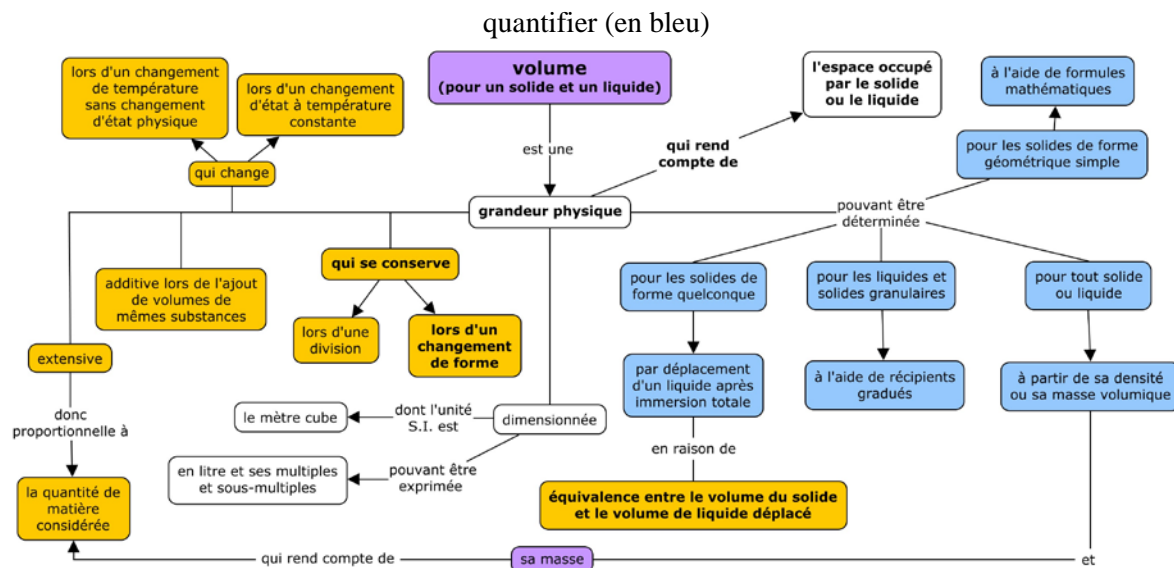 quantifier (en bleu)
volume
(pour un solide et un liquide)
lors d'un changement
de température
sans changement
d'état physique
lors d'un changement
d'état à température
constante
l'espace occupé
par le solide
ou le liquide
à l'aide de formules
mathématiques
est une
qui rend
compte de
pour les solides de forme
géométrique simple
qui change
grandeur physique
pouvant être
déterminée
additive lors de l'ajout
de volumes de
mêmes substances
qui se conserve
lors d'une
division
lors d'un
changement
de forme
pour les solides de
forme quelconque
pour les liquides et
solides granulaires
pour tout solide
ou liquide
extensive
donc
proportionnelle à
la quantité de
matière
considérée
le mètre cube
dont l'unité
S.I. est
dimensionnée
en litre et ses multiples
et sous-multiples
pouvant être
exprimée
par déplacement
d'un liquide après
immersion totale
à l'aide de récipients
gradués
à partir de sa densité
ou sa masse volumique
en raison de
équivalence entre le volume du solide
et le volume de liquide déplacé
qui rend compte de
sa masse
et